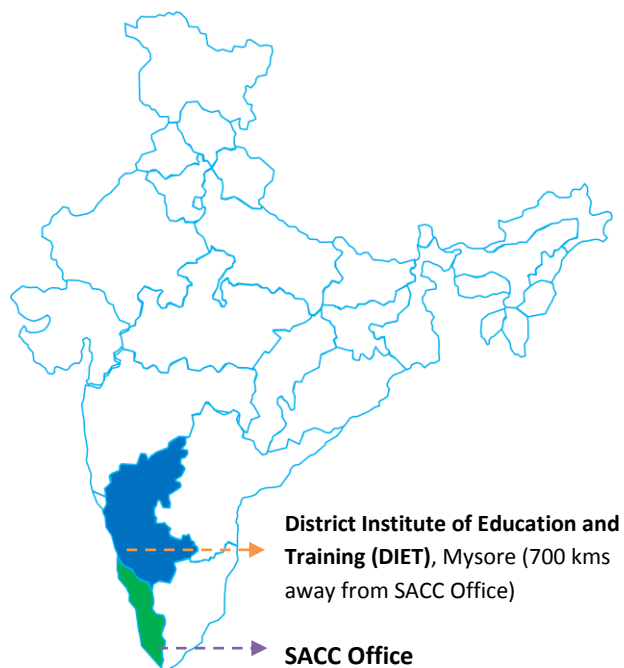 District Institute of Education and
Training (DIET), Mysore (700 kms
away from SACC Office)
SACC Office